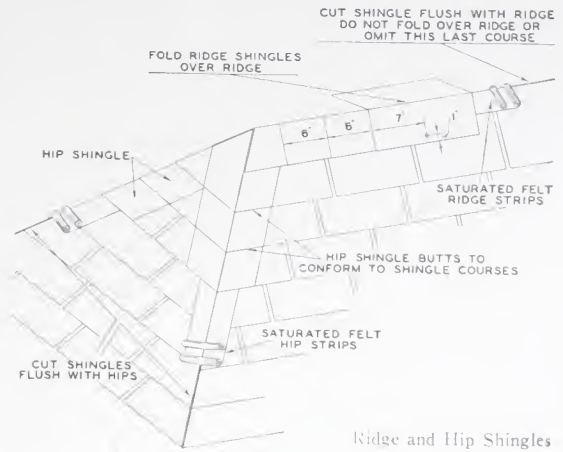 CUT SHINGLE FLUSH WITH RIDGE
DO NOT FOLD OVER RIDGE OR
OMIT THIS LAST COURSE
FOLD RIDGE SHINGLES
OVER RIDGE
6"
6"
7"
1"
HIP SHINGLE
SATURATED FELT
RIDGE STRIPS
HIP SHINGLE BUTTS TO
CONFORM TO SHINGLE COURSES
SATURATED FELT
HIP STRIPS
CUT SHINGLES
FLUSH WITH HIPS
Ridge and Hip Shingles